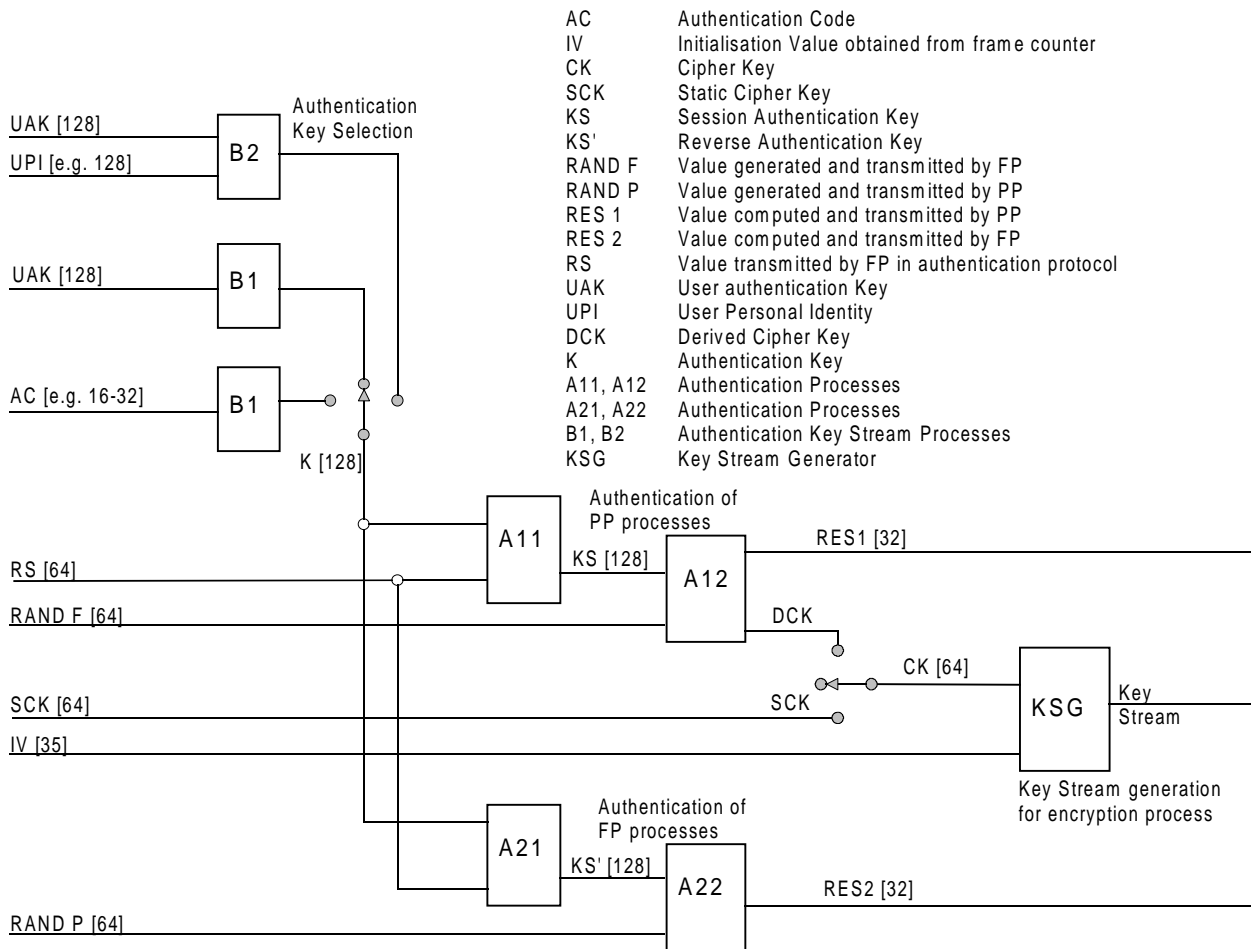 AC Authentication Code
IV Initialisation Value obtained from frame counter
CK Cipher Key
SCK Static Cipher Key
KS Session Authentication Key
KS' Reverse Authentication Key
RAND F Value generated and transmitted by FP
RAND P Value generated and transmitted by PP
RES 1 Value computed and transmitted by PP
RES 2 Value computed and transmitted by FP
RS Value transmitted by FP in authentication protocol
UAK User authentication Key
UPI User Personal Identity
DCK Derived Cipher Key
K Authentication Key
A11, A12 Authentication Processes
A21, A22 Authentication Processes
B1, B2 Authentication Key Stream Processes
KSG Key Stream Generator
Authentication
Key Selection
UAK [128]
UPI [e.g. 128]
B2
UAK [128]
B1
AC [e.g. 16-32]
B1
K [128]
Authentication of
PP processes
A11
KS [128]
A12
RES1 [32]
RS [64]
RAND F [64]
DCK
CK [64]
SCK [64]
SCK
KSG
Key
Stream
IV [35]
Key Stream generation
for encryption process
Authentication of
FP processes
A21
KS' [128]
A22
RES2 [32]
RAND P [64]